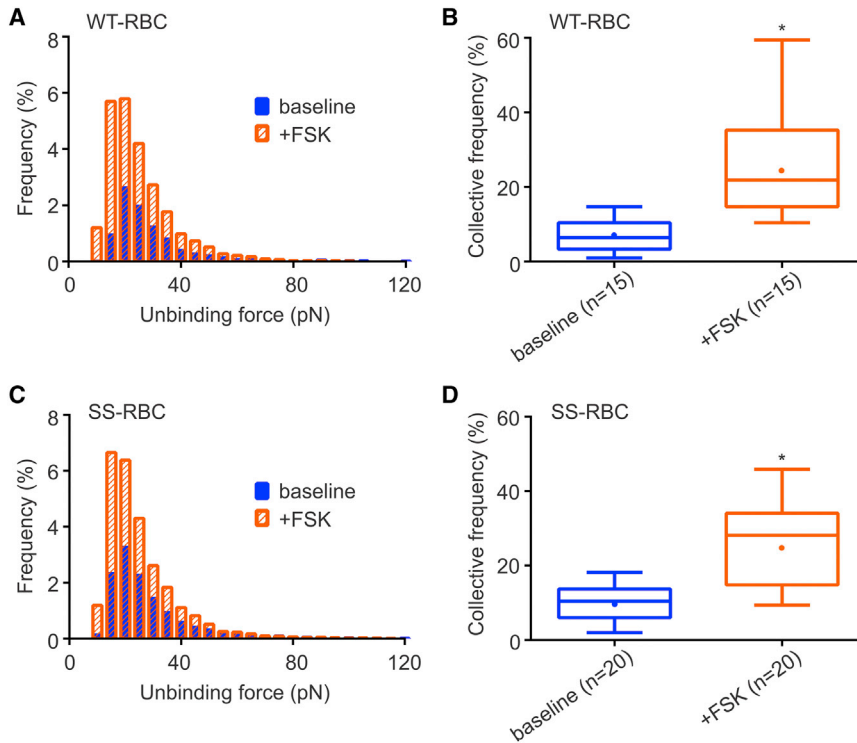 A
WT-RBC
8
6
4
2
0
Frequency (%)
baseline
+FSK
0 40 80 120
Unbinding force (pN)
B
WT-RBC
*
60
40
20
0
Collective frequency (%)
baseline (n=15)
+FSK (n=15)
C
SS-RBC
8
6
4
2
0
Frequency (%)
baseline
+FSK
0 40 80 120
Unbinding force (pN)
D
SS-RBC
*
60
40
20
0
Collective frequency (%)
baseline (n=20)
+FSK (n=20)